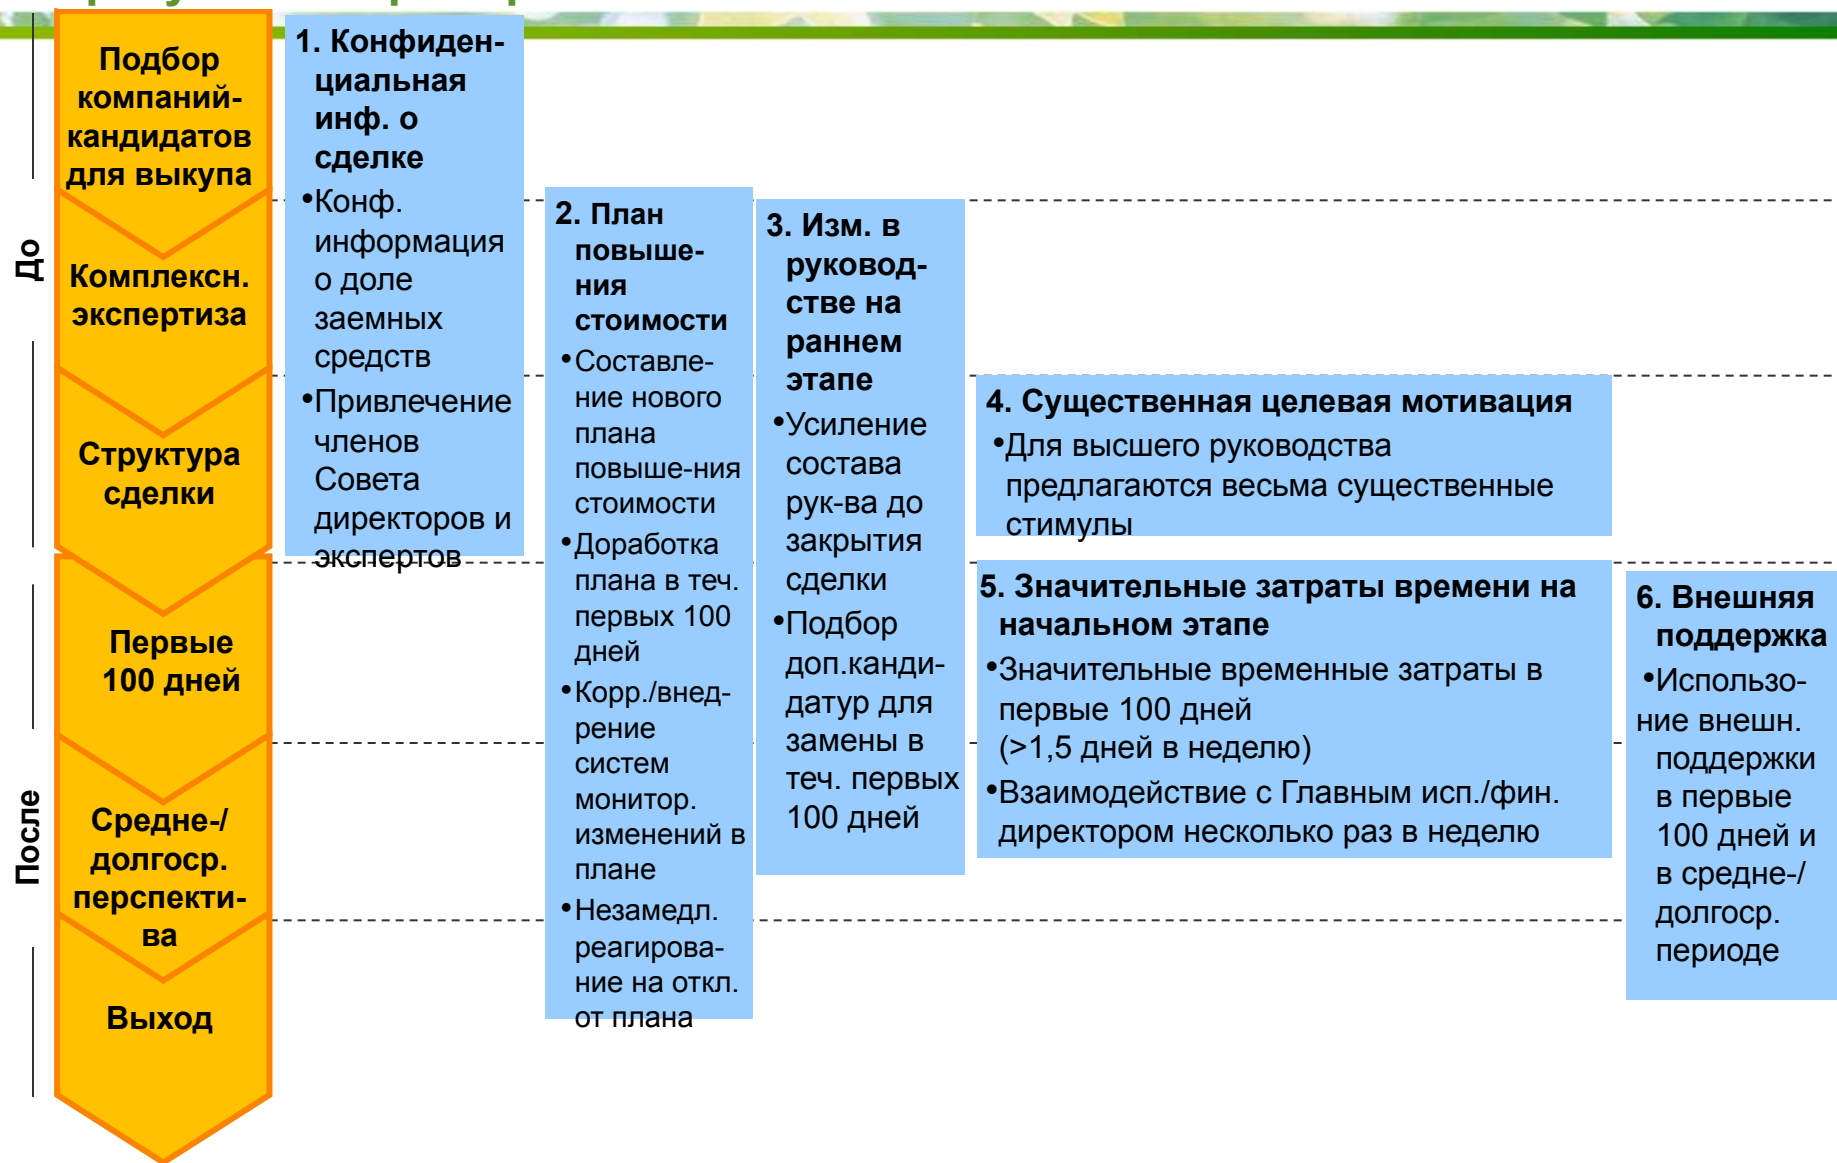 До
После
Подбор
компаний-
кандидатов
для выкупа
Комплексн.
экспертиза
Структура
сделки
Первые
100 дней
Средне-/
долгоср.
перспекти-
ва
Выход
1. Конфиден-
циальная
инф. о
сделке
•Конф.
информация
о доле
заемных
средств
•Привлечение
членов
Совета
директоров и
экспертов
2. План
повыше-
ния
стоимости
•Составле-
ние нового
плана
повыше-ния
стоимости
•Доработка
плана в теч.
первых 100
дней
•Корр./внед-
рение
систем
монитор.
изменений в
плане
•Незамедл.
реагирова-
ние на откл.
от плана
3. Изм. в
руковод-
стве на
раннем
этапе
•Усиление
состава
рук-ва до
закрытия
сделки
•Подбор
доп.канди-
датур для
замены в
теч. первых
100 дней
4. Существенная целевая мотивация
•Для высшего руководства
предлагаются весьма существенные
стимулы
5. Значительные затраты времени на
начальном этапе
•Значительные временные затраты в
первые 100 дней
(>1,5 дней в неделю)
•Взаимодействие с Главным исп./фин.
директором несколько раз в неделю
6. Внешняя
поддержка
•Использо-
ние внешн.
поддержки
в первые
100 дней и
в средне-/
долгоср.
периоде